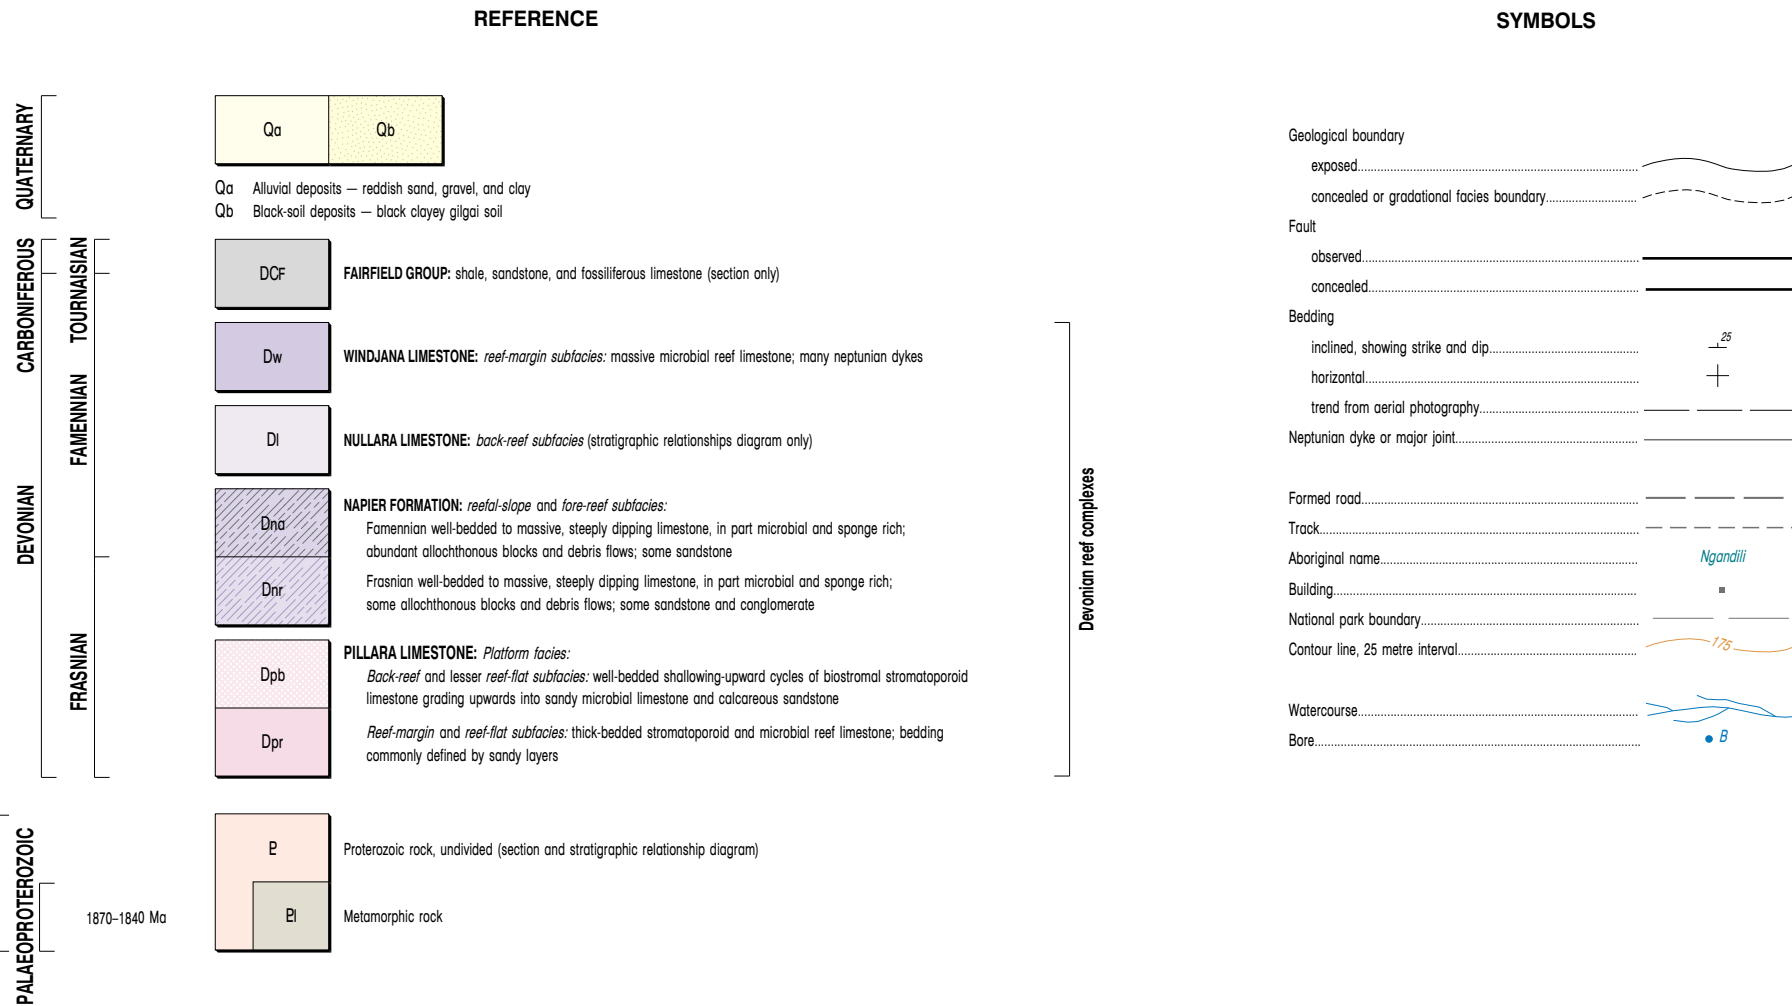 REFERENCE
QUATERNARY
Qa Qb
Qa Alluvial deposits — reddish sand, gravel, and clay
Qb Black-soil deposits — black clayey gilgai soil
CARBONIFEROUS
TOURNAISIAN
DCF
FAIRFIELD GROUP: shale, sandstone, and fossiliferous limestone (section only)
DEVONIAN
FAMENNIAN
Dw
WINDJANA LIMESTONE: reef-margin subfacies: massive microbial reef limestone; many neptunian dykes
Dl
NULLARA LIMESTONE: back-reef subfacies (stratigraphic relationships diagram only)
Dna
NAPIER FORMATION: reefal-slope and fore-reef subfacies:
Famennian well-bedded to massive, steeply dipping limestone, in part microbial and sponge rich;
abundant allochthonous blocks and debris flows; some sandstone
FRASNIAN
Dnr
Frasnian well-bedded to massive, steeply dipping limestone, in part microbial and sponge rich;
some allochthonous blocks and debris flows; some sandstone and conglomerate
Dpb
PILLARA LIMESTONE: Platform facies:
Back-reef and lesser reef-flat subfacies: well-bedded shallowing-upward cycles of biostromal stromatoporoid
limestone grading upwards into sandy microbial limestone and calcareous sandstone
Dpr
Reef-margin and reef-flat subfacies: thick-bedded stromatoporoid and microbial reef limestone; bedding
commonly defined by sandy layers
Devonian reef complexes
PALAEOPROTEROZOIC
P
Proterozoic rock, undivided (section and stratigraphic relationship diagram)
1870–1840 Ma
Pl
Metamorphic rock
SYMBOLS
Geological boundary
exposed
concealed or gradational facies boundary
Fault
observed
concealed
Bedding
inclined, showing strike and dip 25
horizontal
trend from aerial photography
Neptunian dyke or major joint
Formed road
Track
Aboriginal name Ngandili
Building
National park boundary
Contour line, 25 metre interval 175
Watercourse
Bore B